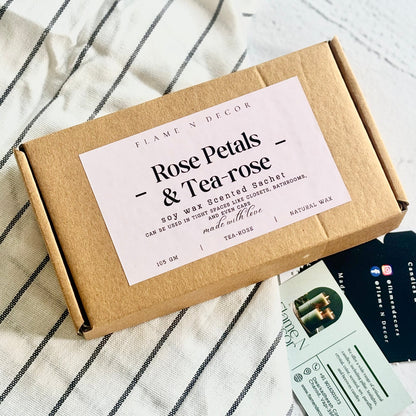 FLAME N DECOR
Rose Petals
& Tea-rose
soy wax Scented Sachet
CAN BE USED IN TIGHT SPACES LIKE CLOSETS, BATHROOMS,
AND EVEN CARS
made with love
105 GM | TEA-ROSE | NATURAL WAX
Candles
@flamendecors
@Flame N Decor